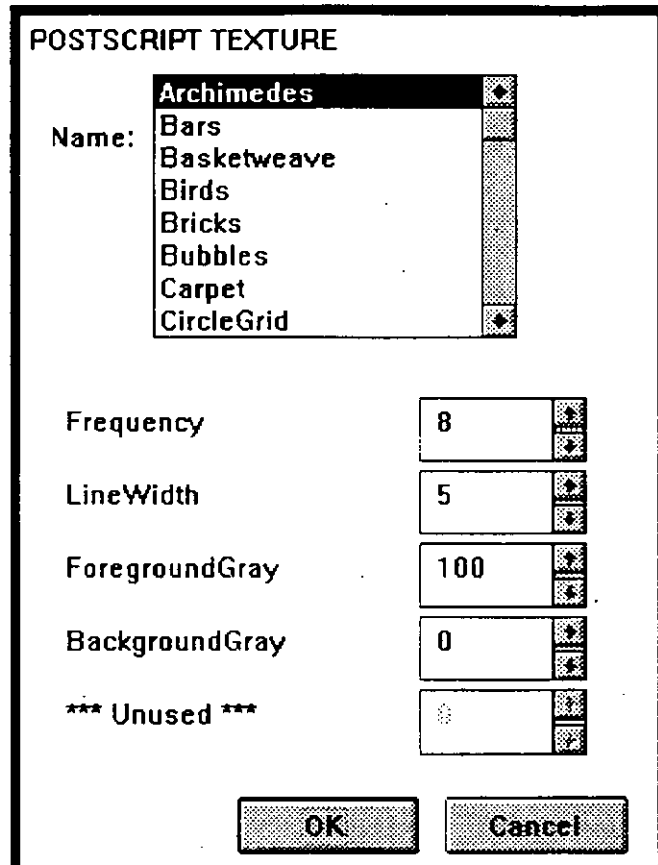 POSTSCRIPT TEXTURE
Archimedes
Name: Bars
Basketweave
Birds
Bricks
Bubbles
Carpet
CircleGrid
Frequency 8
LineWidth 5
ForegroundGray 100
BackgroundGray 0
*** Unused *** 0
OK Cancel